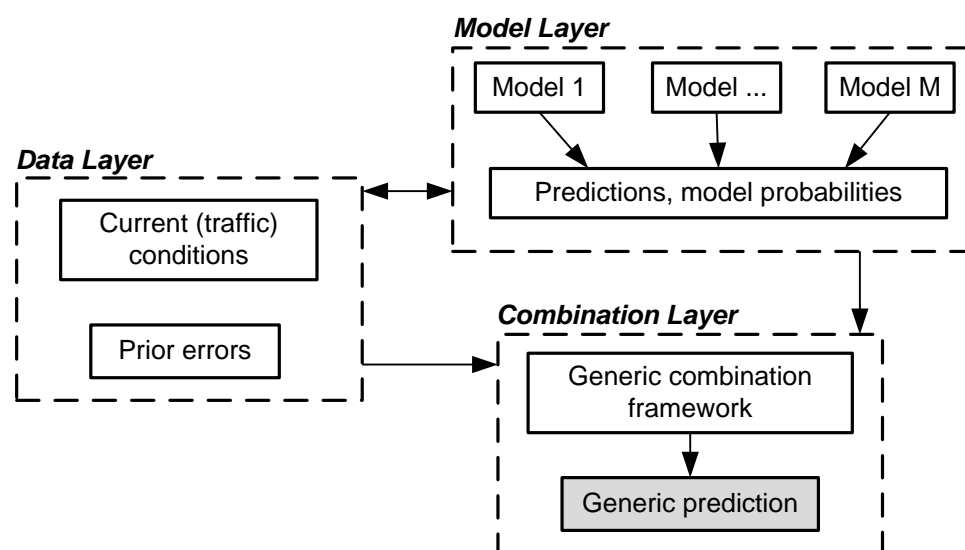 Model Layer
Model 1
Model ...
Model M
Predictions, model probabilities
Data Layer
Current (traffic)
conditions
Prior errors
Combination Layer
Generic combination
framework
Generic prediction